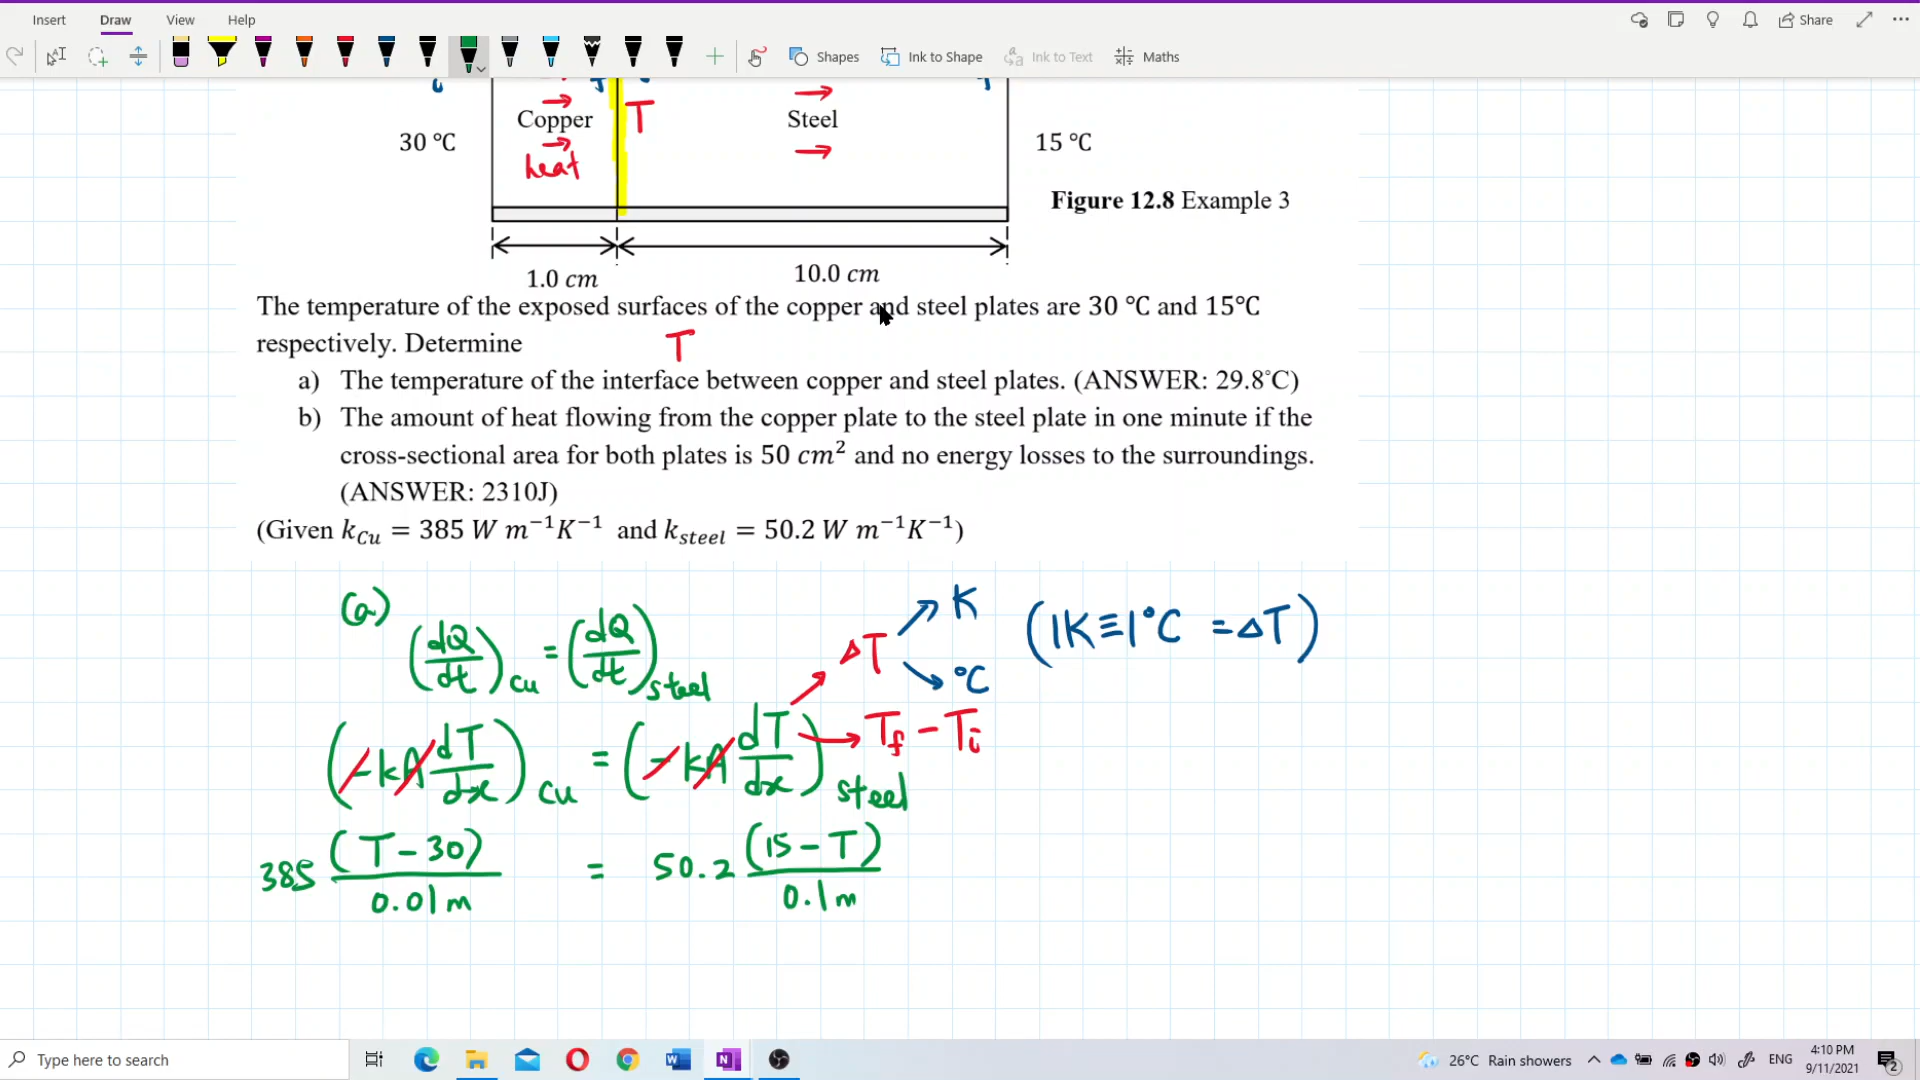 Insert Draw View Help
Share
Shapes Ink to Shape Ink to Text Maths
Copper T Steel
30 ℃ 15 ℃
heat
Figure 12.8 Example 3
1.0 cm 10.0 cm
The temperature of the exposed surfaces of the copper and steel plates are 30 ℃ and 15℃
respectively. Determine T
a) The temperature of the interface between copper and steel plates. (ANSWER: 29.8°C)
b) The amount of heat flowing from the copper plate to the steel plate in one minute if the
cross-sectional area for both plates is 50 cm² and no energy losses to the surroundings.
(ANSWER: 2310J)
(Given k_Cu = 385 W m⁻¹K⁻¹ and k_steel = 50.2 W m⁻¹K⁻¹)
(a)
(dQ/dt)_cu = (dQ/dt)_steel ΔT K °C (1K≡1°C =ΔT)
(-kA dT/dx)_cu = (-kA dT/dx)_steel T_f - T_i
385 (T-30)/0.01m = 50.2 (15-T)/0.1m
Type here to search
26°C Rain showers
ENG
4:10 PM
9/11/2021
2